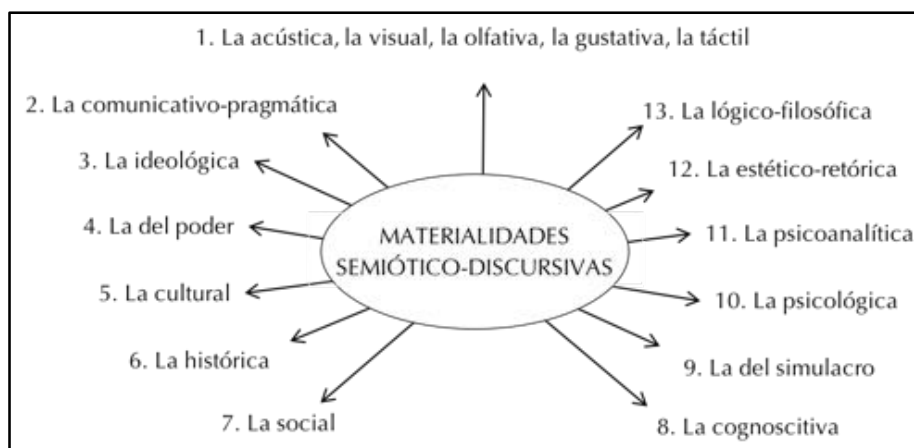 1. La acústica, la visual, la olfativa, la gustativa, la táctil
2. La comunicativo-pragmática
3. La ideológica
4. La del poder
5. La cultural
6. La histórica
7. La social
MATERIALIDADES
SEMIÓTICO-DISCURSIVAS
8. La cognoscitiva
9. La del simulacro
10. La psicológica
11. La psicoanalítica
12. La estético-retórica
13. La lógico-filosófica